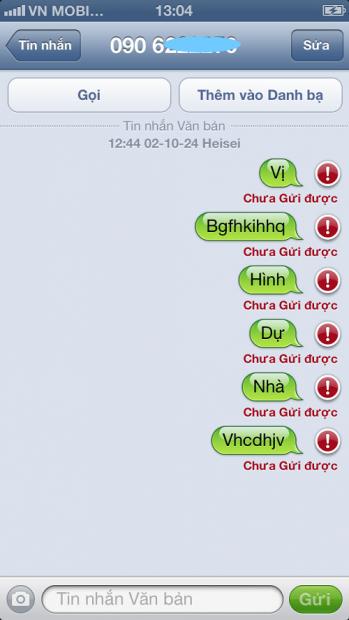 VN MOBI... 13:04
Tin nhắn 090 6 Sửa
Gọi Thêm vào Danh bạ
Tin nhắn Văn bản
12:44 02-10-24 Heisei
Vị
Chưa Gửi được
Bgfhkihhq
Chưa Gửi được
Hình
Chưa Gửi được
Dự
Chưa Gửi được
Nhà
Chưa Gửi được
Vhcdhjv
Chưa Gửi được
Tin nhắn Văn bản Gửi